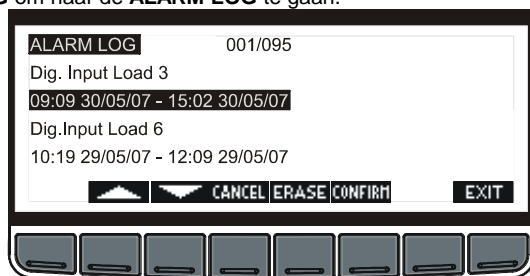 G om naar de ALARM LOG te gaan.
ALARM LOG 001/095
Dig. Input Load 3
09:09 30/05/07 - 15:02 30/05/07
Dig.Input Load 6
10:19 29/05/07 - 12:09 29/05/07
CANCEL ERASE CONFIRM EXIT